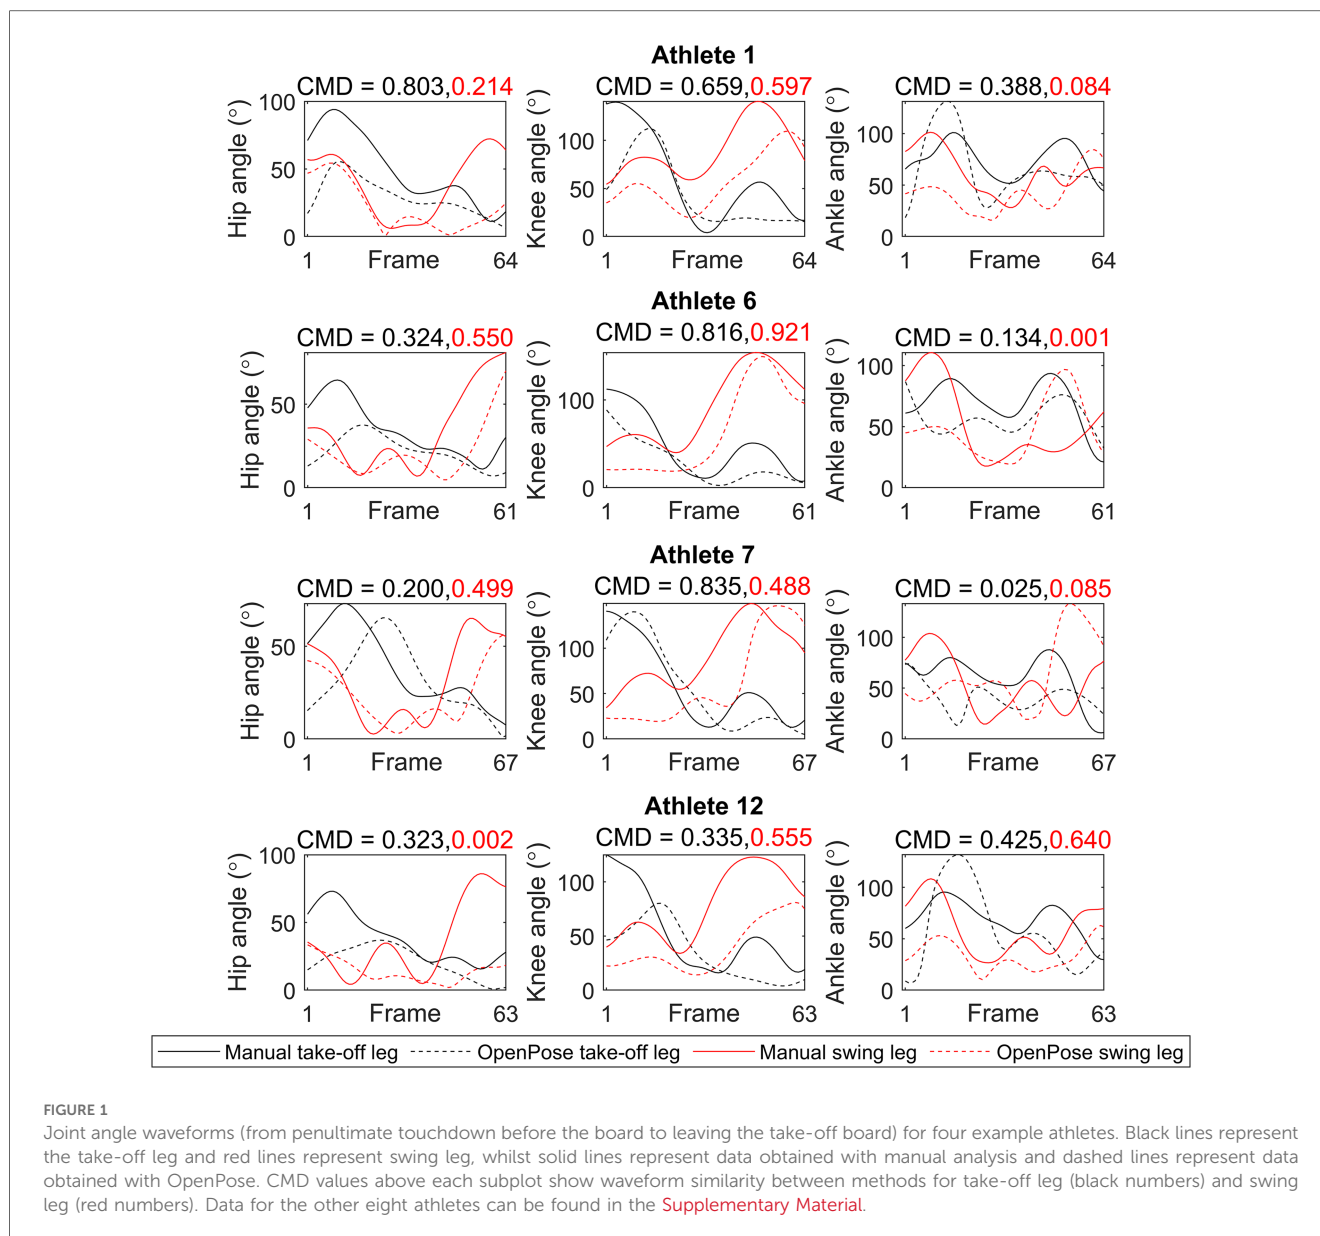 Athlete 1
CMD = 0.803,0.214
CMD = 0.659,0.597
CMD = 0.388,0.084
Hip angle (°)
100
50
0
1
Frame
64
Knee angle (°)
100
50
0
1
Frame
64
Ankle angle (°)
100
50
0
1
Frame
64
Athlete 6
CMD = 0.324,0.550
CMD = 0.816,0.921
CMD = 0.134,0.001
Hip angle (°)
50
0
1
Frame
61
Knee angle (°)
100
0
1
Frame
61
Ankle angle (°)
100
50
0
1
Frame
61
Athlete 7
CMD = 0.200,0.499
CMD = 0.835,0.488
CMD = 0.025,0.085
Hip angle (°)
50
0
1
Frame
67
Knee angle (°)
100
50
0
1
Frame
67
Ankle angle (°)
100
50
0
1
Frame
67
Athlete 12
CMD = 0.323,0.002
CMD = 0.335,0.555
CMD = 0.425,0.640
Hip angle (°)
100
50
0
1
Frame
63
Knee angle (°)
100
50
0
1
Frame
63
Ankle angle (°)
100
50
0
1
Frame
63
Manual take-off leg
OpenPose take-off leg
Manual swing leg
OpenPose swing leg
FIGURE 1
Joint angle waveforms (from penultimate touchdown before the board to leaving the take-off board) for four example athletes. Black lines represent
the take-off leg and red lines represent swing leg, whilst solid lines represent data obtained with manual analysis and dashed lines represent data
obtained with OpenPose. CMD values above each subplot show waveform similarity between methods for take-off leg (black numbers) and swing
leg (red numbers). Data for the other eight athletes can be found in the Supplementary Material.